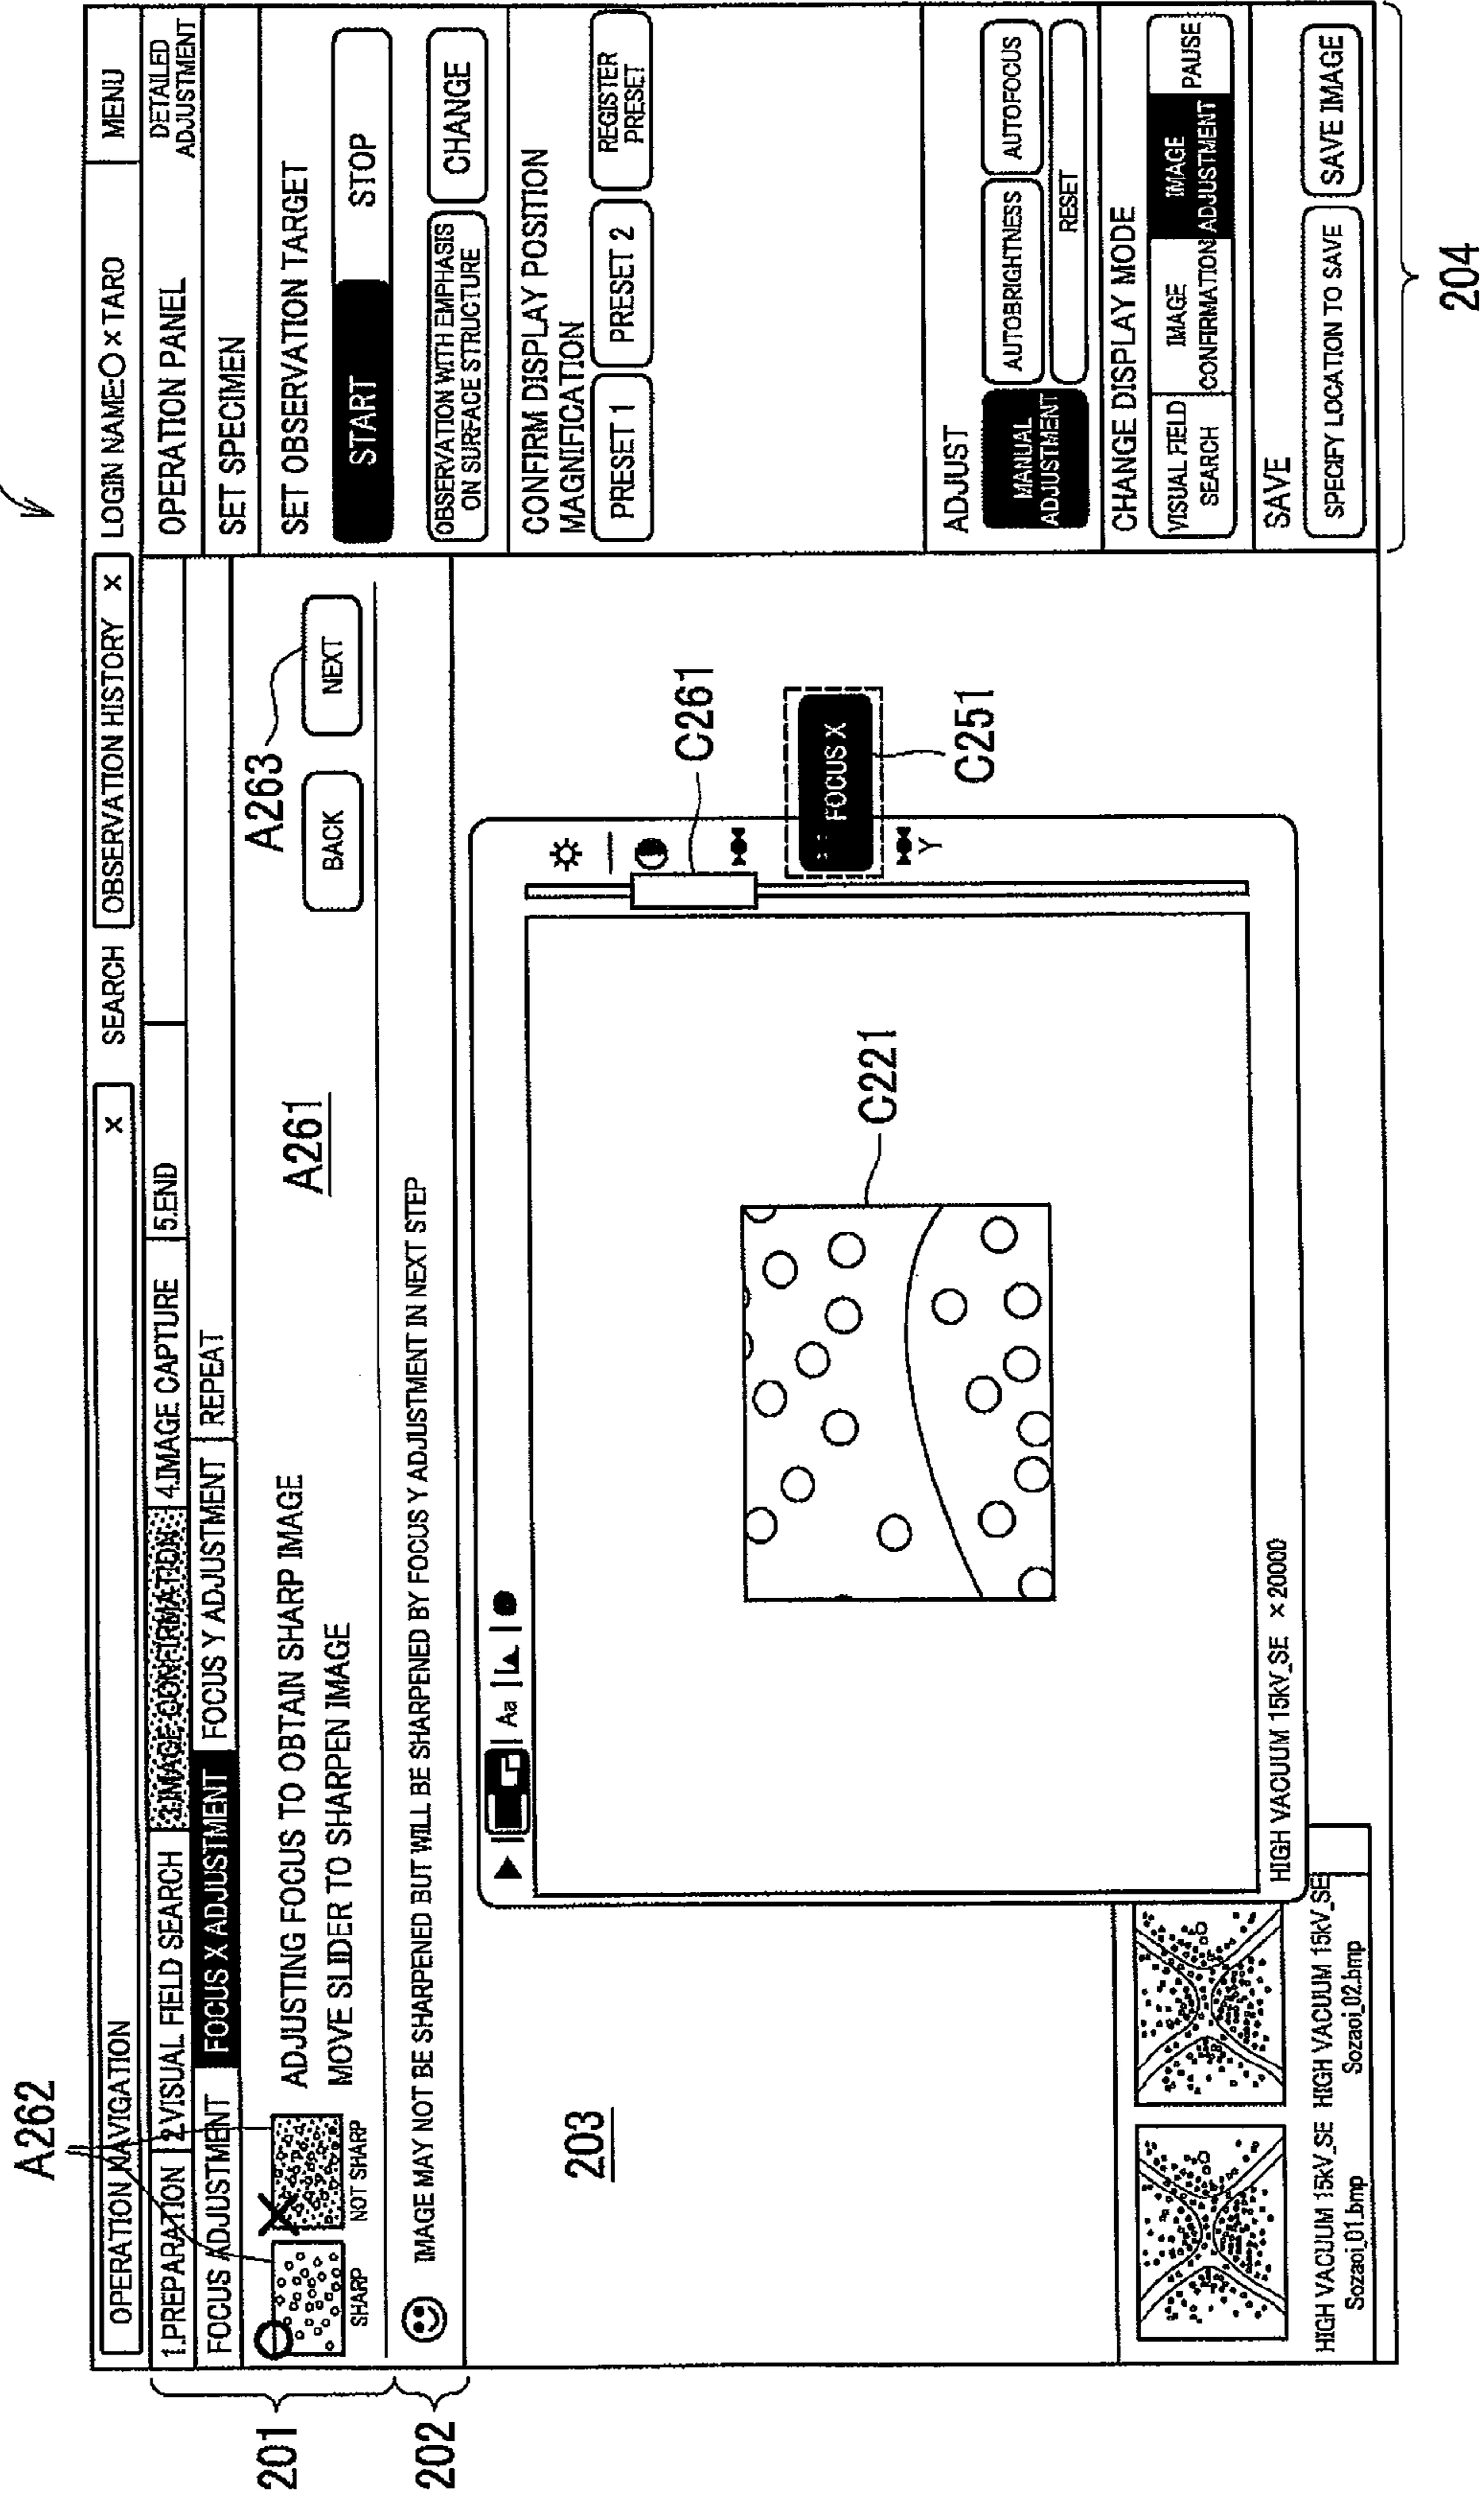 OPERATION NAVIGATION x SEARCH OBSERVATION HISTORY x LOGIN NAME:O×TARO MENU
1.PREPARATION 2.VISUAL FIELD SEARCH 3.IMAGE CONFIRMATION 4.IMAGE CAPTURE 5.END
FOCUS ADJUSTMENT FOCUS X ADJUSTMENT FOCUS Y ADJUSTMENT REPEAT
A262
SHARP
NOT SHARP
ADJUSTING FOCUS TO OBTAIN SHARP IMAGE
MOVE SLIDER TO SHARPEN IMAGE
A261
A263
BACK NEXT
201
202
IMAGE MAY NOT BE SHARPENED BUT WILL BE SHARPENED BY FOCUS Y ADJUSTMENT IN NEXT STEP
203
Aa
C261
FOCUS X
C251
Y
C221
HIGH VACUUM 15kV_SE ×20000
HIGH VACUUM 15kV_SE HIGH VACUUM 15kV_SE
Sozaoi_01.bmp Sozaoi_02.bmp
OPERATION PANEL
DETAILED
ADJUSTMENT
SET SPECIMEN
SET OBSERVATION TARGET
START STOP
OBSERVATION WITH EMPHASIS
ON SURFACE STRUCTURE
CHANGE
CONFIRM DISPLAY POSITION
MAGNIFICATION
PRESET 1 PRESET 2
REGISTER
PRESET
ADJUST
MANUAL
ADJUSTMENT
AUTOBRIGHTNESS AUTOFOCUS
RESET
CHANGE DISPLAY MODE
VISUAL FIELD
SEARCH
IMAGE
CONFIRMATION
IMAGE
ADJUSTMENT
PAUSE
SAVE
SPECIFY LOCATION TO SAVE SAVE IMAGE
204